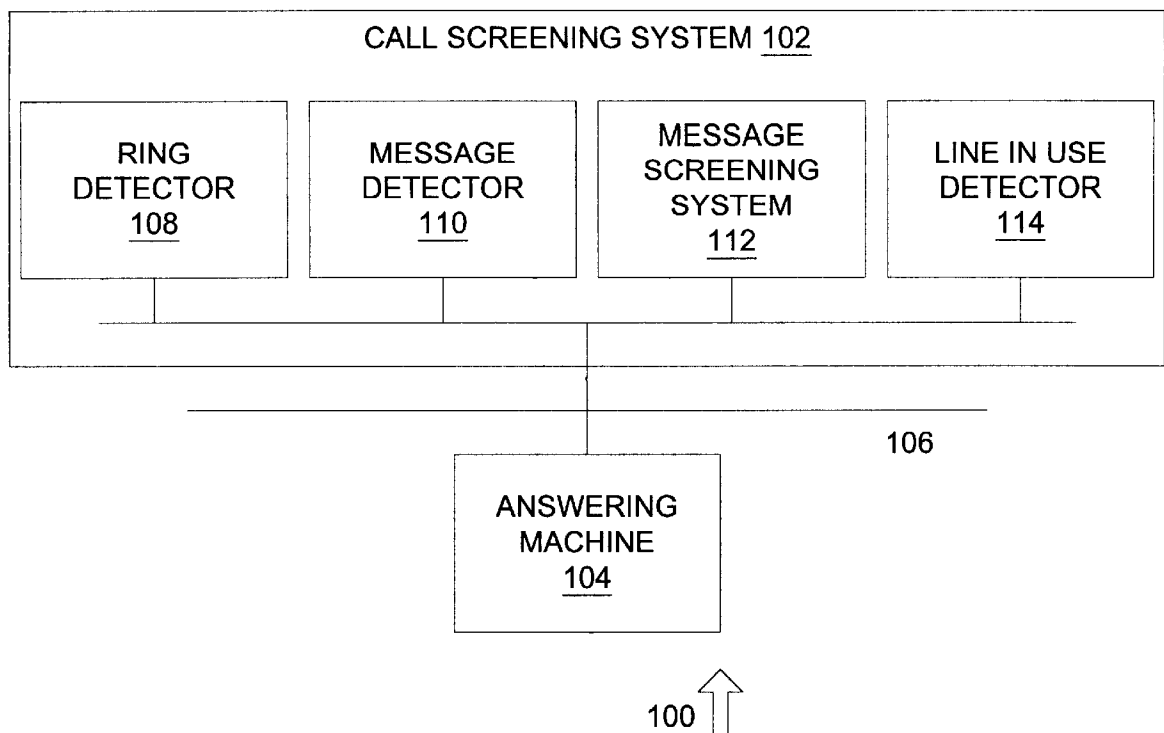 CALL SCREENING SYSTEM 102
RING
DETECTOR
108
MESSAGE
DETECTOR
110
MESSAGE
SCREENING
SYSTEM
112
LINE IN USE
DETECTOR
114
106
ANSWERING
MACHINE
104
100